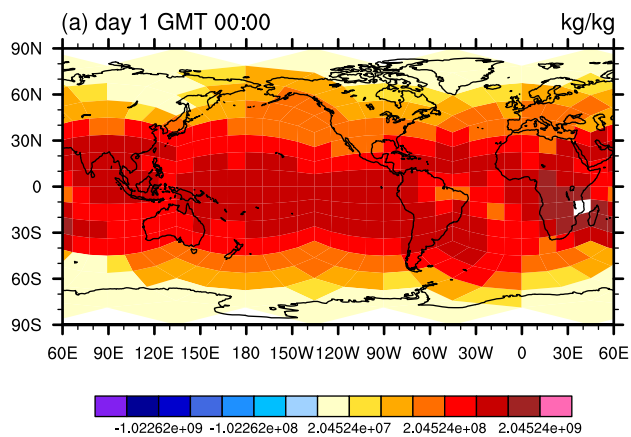 (a) day 1 GMT 00:00 kg/kg
90N
60N
30N
0
30S
60S
90S
60E 90E 120E 150E 180 150W 120W 90W 60W 30W 0 30E 60E
-1.02262e+09 -1.02262e+08 2.04524e+07 2.04524e+08 2.04524e+09